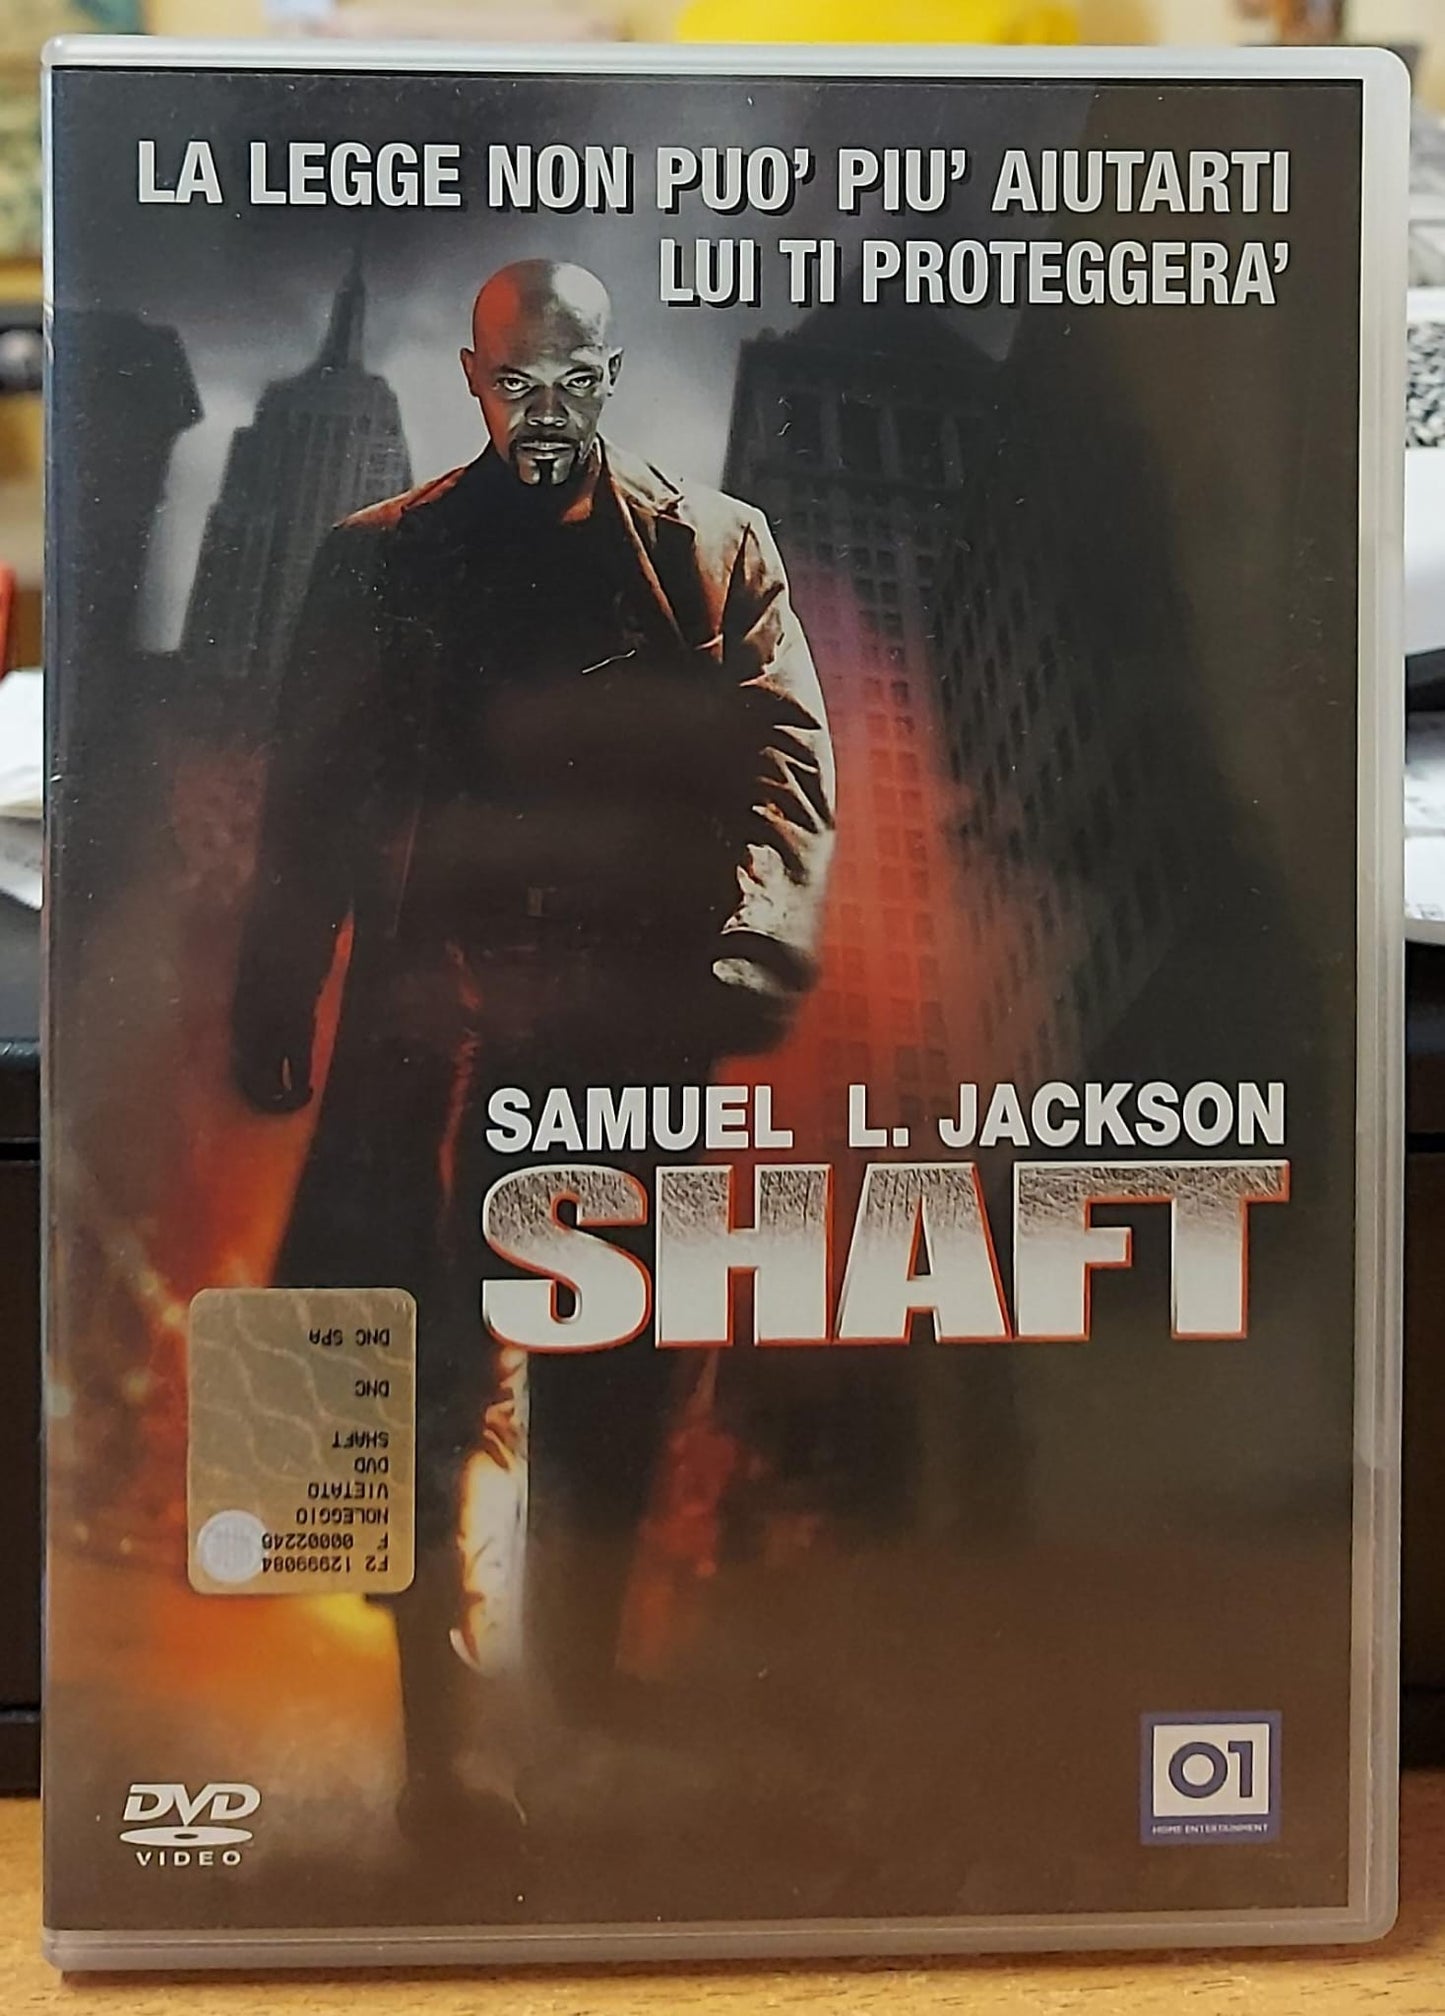 LA LEGGE NON PUO' PIU' AIUTARTI
LUI TI PROTEGGERA'
SAMUEL L. JACKSON
SHAFT
DNC SPA
DNC
SHAFT
DVD
VIETATO
NOLEGGIO
F 00002246
F2 12999084
DVD
VIDEO
01
HOME ENTERTAINMENT